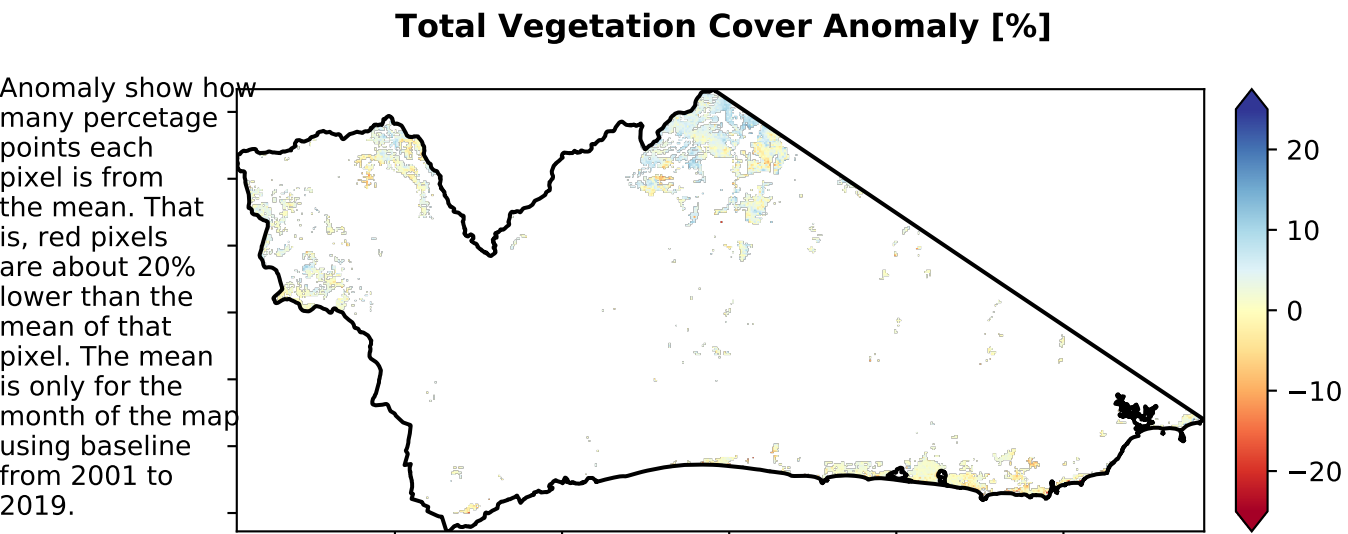 Total Vegetation Cover Anomaly [%]
Anomaly show how
many percetage
points each
pixel is from
the mean. That
is, red pixels
are about 20%
lower than the
mean of that
pixel. The mean
is only for the
month of the map
using baseline
from 2001 to
2019.
20
10
0
−10
−20